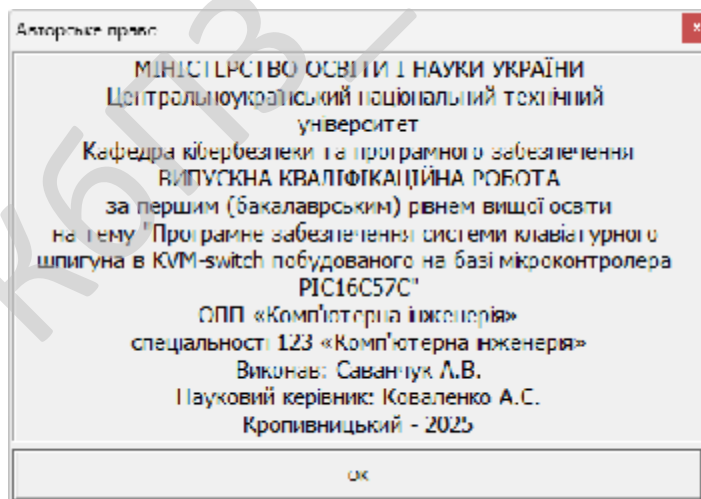 Авторське право
МІНІСТЕРСТВО ОСВІТИ І НАУКИ УКРАЇНИ
Центральноукраїнський національний технічний
університет
Кафедра кібербезпеки та програмного забезпечення
ВИПУСКНА КВАЛІФІКАЦІЙНА РОБОТА
за першим (бакалаврським) рівнем вищої освіти
на тему "Програмне забезпечення системи клавіатурного
шпигуна в KVM-switch побудованого на базі мікроконтролера
PIC16C57C"
ОПП «Комп'ютерна інженерія»
спеціальності 123 «Комп'ютерна інженерія»
Виконав: Саванчук Л.В.
Науковий керівник: Коваленко А.С.
Кропивницький - 2025
ОК
КБПЗ_